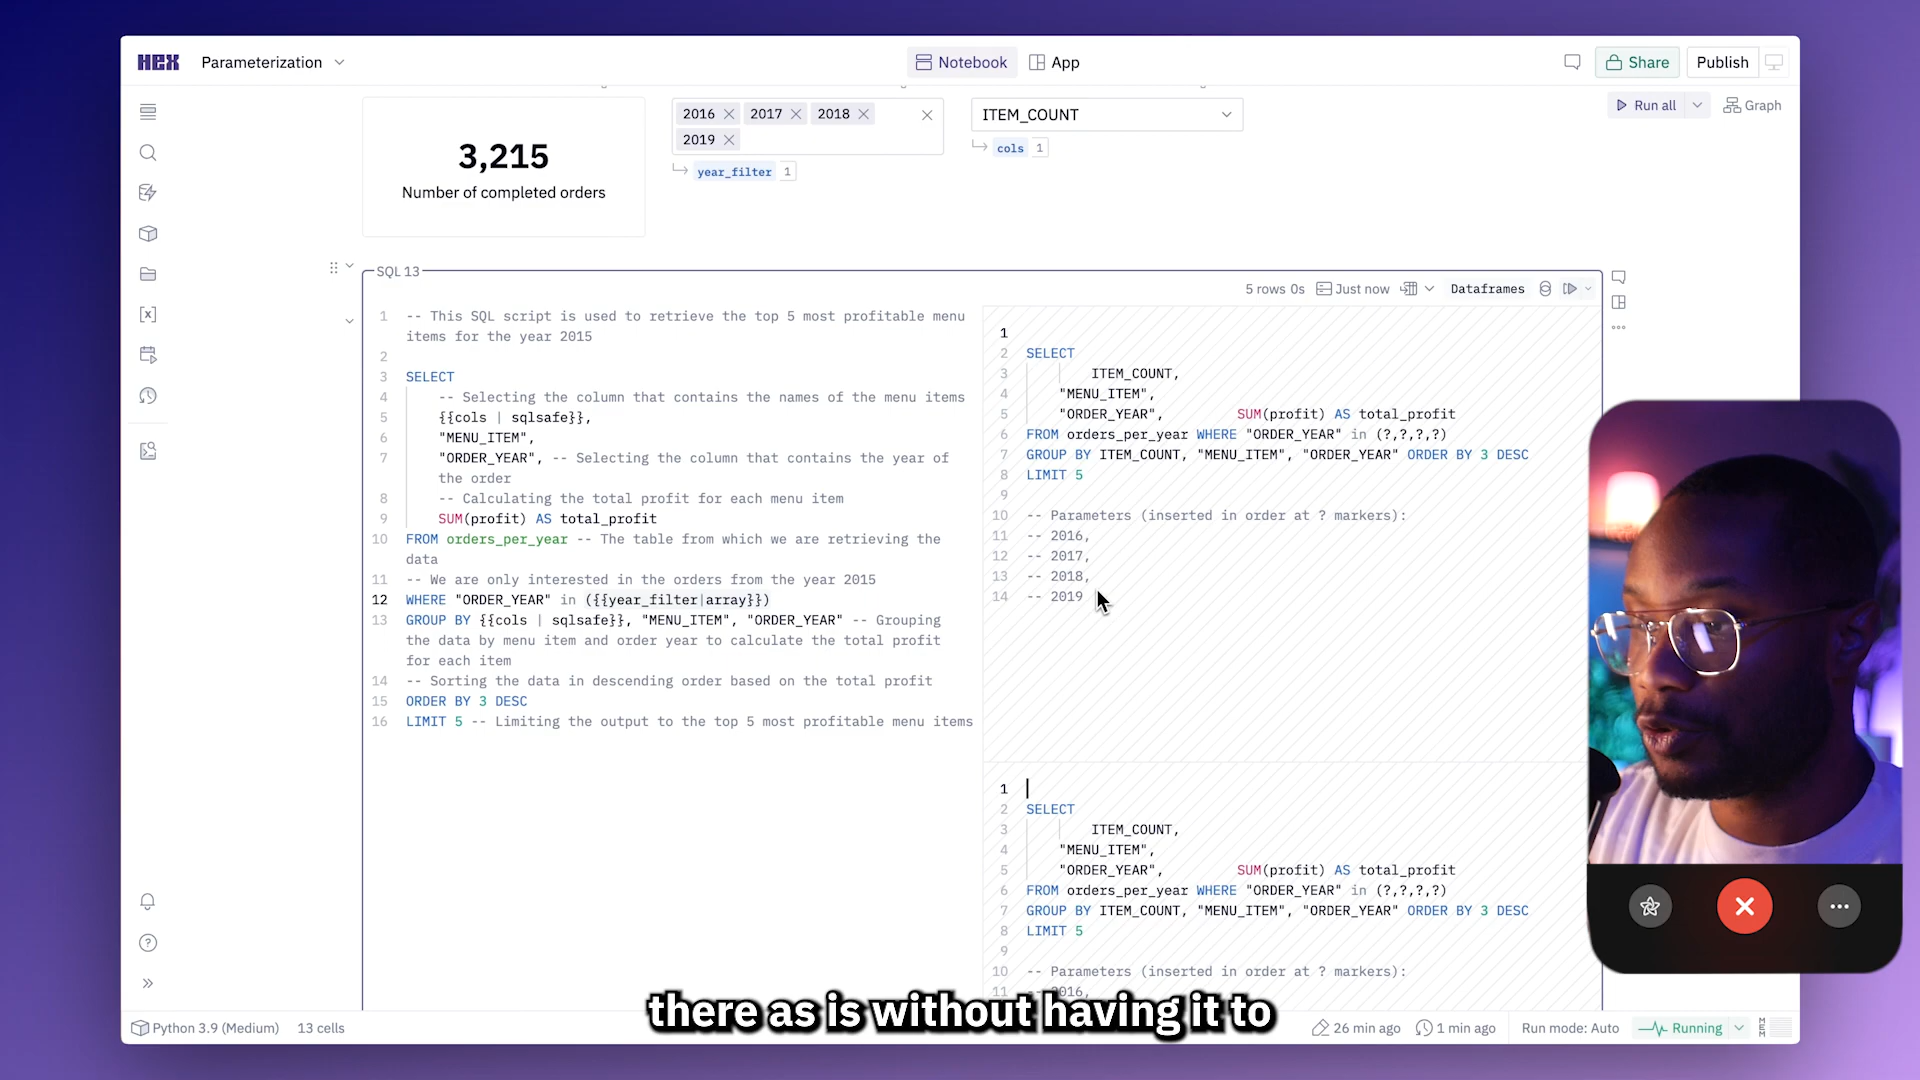 HEX
Parameterization
Notebook
App
Share
Publish
Run all
Graph
3,215
Number of completed orders
2016
2017
2018
2019
year_filter 1
ITEM_COUNT
cols 1
SQL 13
5 rows 0s
Just now
Dataframes
1 -- This SQL script is used to retrieve the top 5 most profitable menu
items for the year 2015
2
3 SELECT
4 -- Selecting the column that contains the names of the menu items
5 {{cols | sqlsafe}},
6 "MENU_ITEM",
7 "ORDER_YEAR", -- Selecting the column that contains the year of
the order
8 -- Calculating the total profit for each menu item
9 SUM(profit) AS total_profit
10 FROM orders_per_year -- The table from which we are retrieving the
data
11 -- We are only interested in the orders from the year 2015
12 WHERE "ORDER_YEAR" in ({{year_filter|array}})
13 GROUP BY {{cols | sqlsafe}}, "MENU_ITEM", "ORDER_YEAR" -- Grouping
the data by menu item and order year to calculate the total profit
for each item
14 -- Sorting the data in descending order based on the total profit
15 ORDER BY 3 DESC
16 LIMIT 5 -- Limiting the output to the top 5 most profitable menu items
1
2 SELECT
3 ITEM_COUNT,
4 "MENU_ITEM",
5 "ORDER_YEAR", SUM(profit) AS total_profit
6 FROM orders_per_year WHERE "ORDER_YEAR" in (?,?,?,?)
7 GROUP BY ITEM_COUNT, "MENU_ITEM", "ORDER_YEAR" ORDER BY 3 DESC
8 LIMIT 5
9
10 -- Parameters (inserted in order at ? markers):
11 -- 2016,
12 -- 2017,
13 -- 2018,
14 -- 2019
1
2 SELECT
3 ITEM_COUNT,
4 "MENU_ITEM",
5 "ORDER_YEAR", SUM(profit) AS total_profit
6 FROM orders_per_year WHERE "ORDER_YEAR" in (?,?,?,?)
7 GROUP BY ITEM_COUNT, "MENU_ITEM", "ORDER_YEAR" ORDER BY 3 DESC
8 LIMIT 5
9
10 -- Parameters (inserted in order at ? markers):
11 -- 2016,
there as is without having it to
Python 3.9 (Medium)
13 cells
26 min ago
1 min ago
Run mode: Auto
Running
MEM